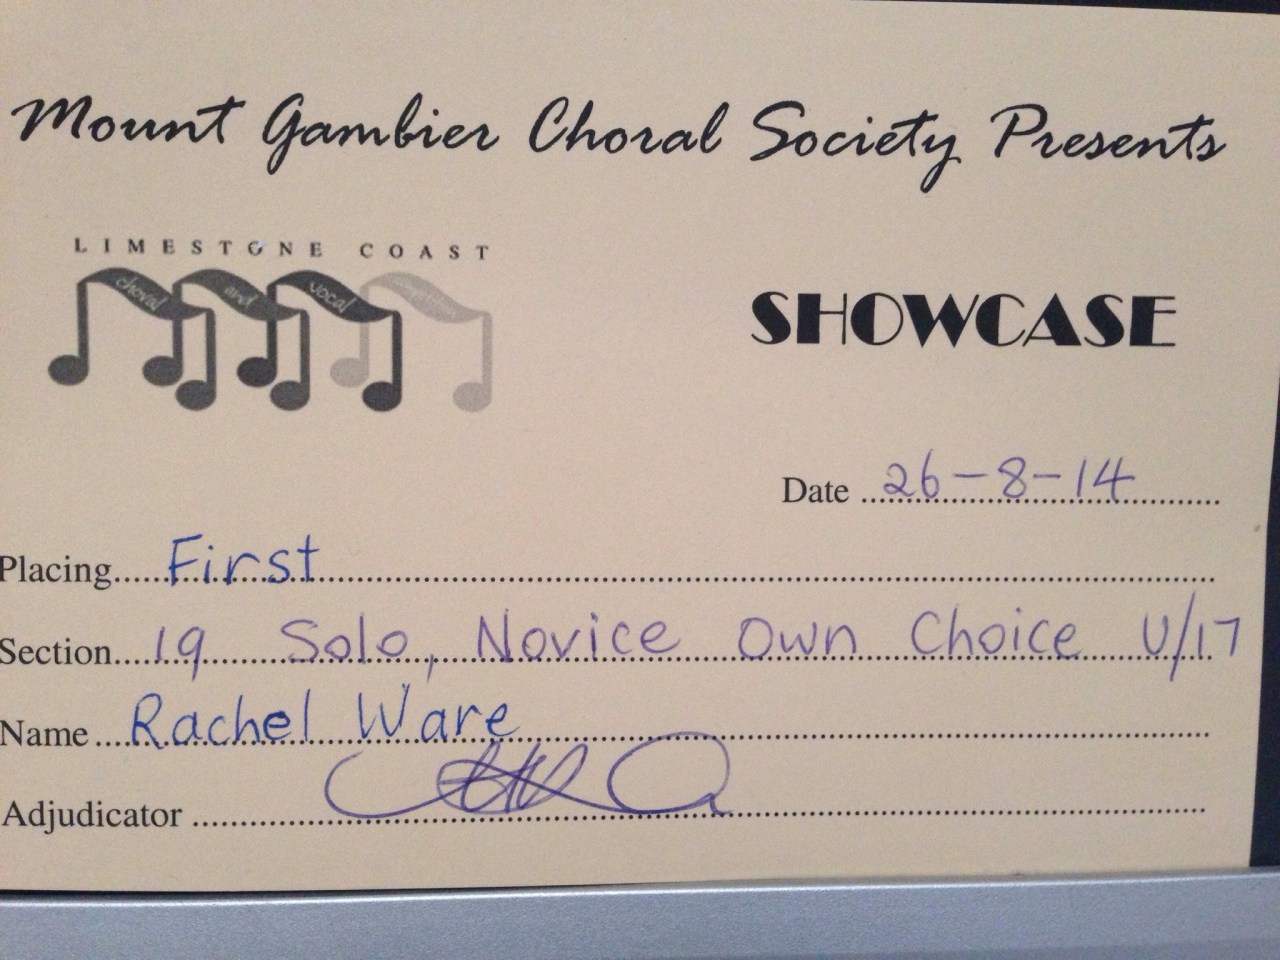 Mount Gambier Choral Society Presents
LIMESTONE COAST
choral and vocal
SHOWCASE
Date 26-8-14
Placing First
Section 19 Solo, Novice Own Choice U/17
Name Rachel Ware
Adjudicator